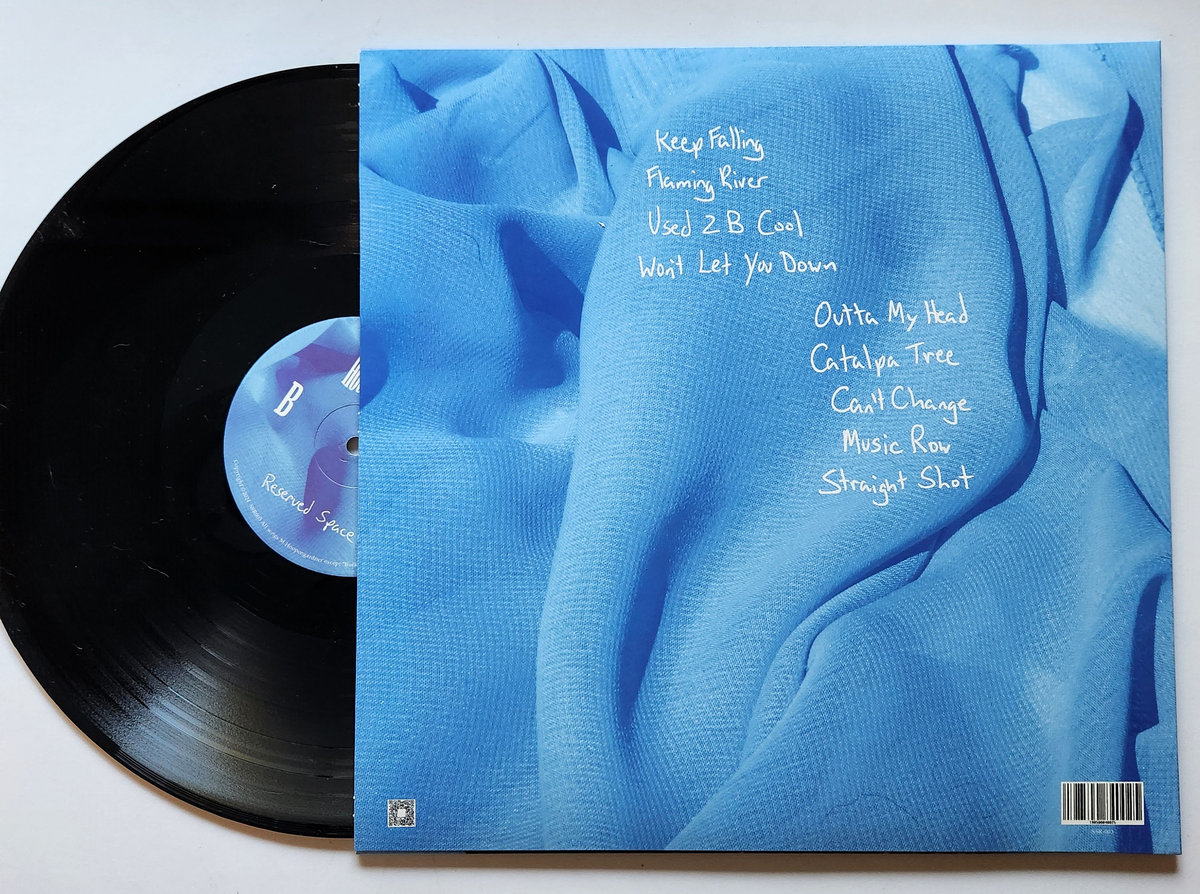 Keep Falling
Flaming River
Used 2 B Cool
Won't Let You Down
Outta My Head
Catalpa Tree
Can't Change
Music Row
Straight Shot
B
Reserved Space